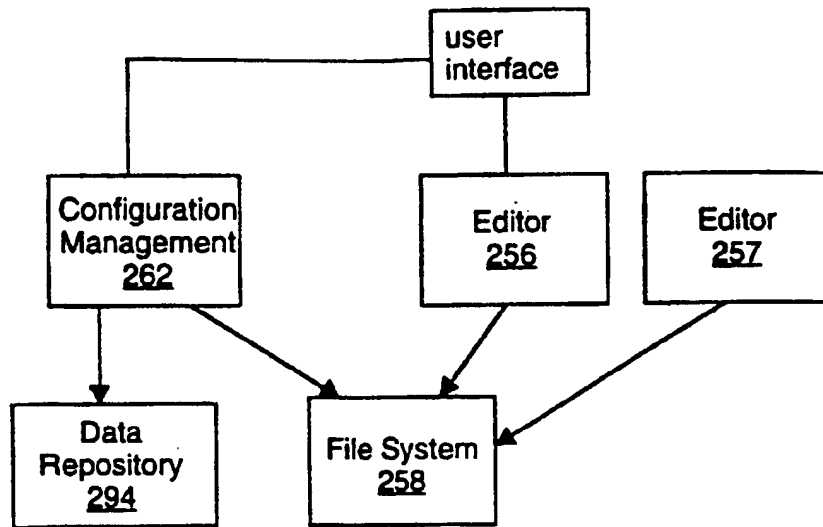 user
interface
Configuration
Management
262
Editor
256
Editor
257
Data
Repository
294
File System
258